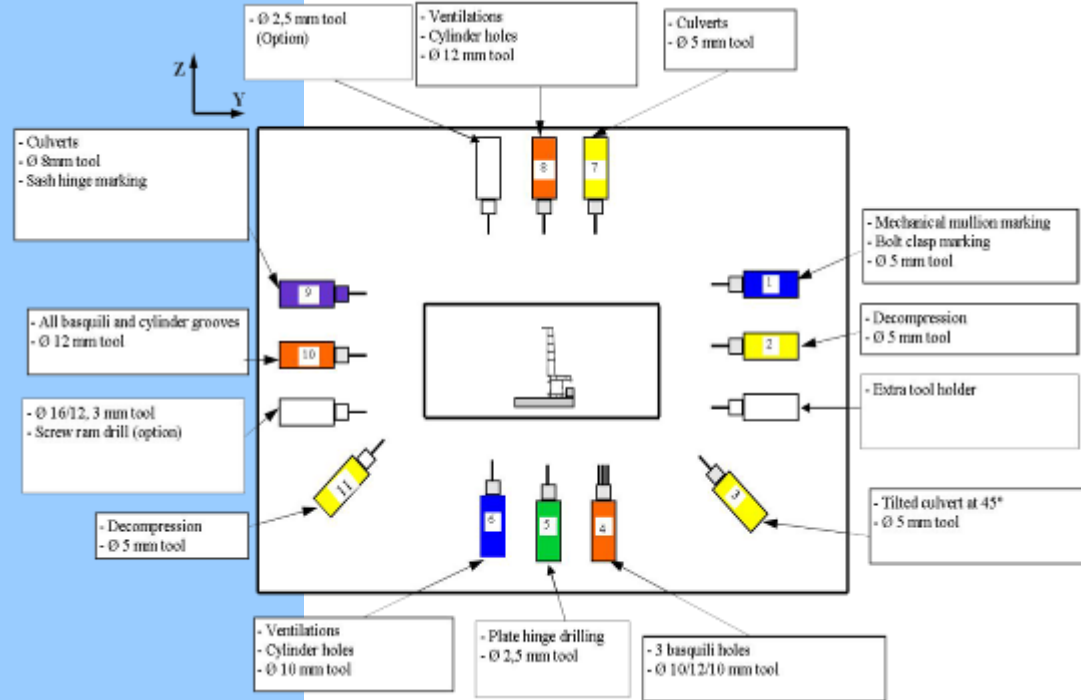 - Ø 2,5 mm tool
(Option)
- Ventilations
- Cylinder holes
- Ø 12 mm tool
- Culverts
- Ø 5 mm tool
Z
Y
- Culverts
- Ø 8mm tool
- Sash hinge marking
8
7
- Mechanical mullion marking
- Bolt clasp marking
- Ø 5 mm tool
9
1
- All basquili and cylinder grooves
- Ø 12 mm tool
10
2
- Decompression
- Ø 5 mm tool
- Ø 16/12, 3 mm tool
- Screw ram drill (option)
- Extra tool holder
11
3
- Decompression
- Ø 5 mm tool
6
5
4
- Tilted culvert at 45°
- Ø 5 mm tool
- Ventilations
- Cylinder holes
- Ø 10 mm tool
- Plate hinge drilling
- Ø 2,5 mm tool
- 3 basquili holes
- Ø 10/12/10 mm tool